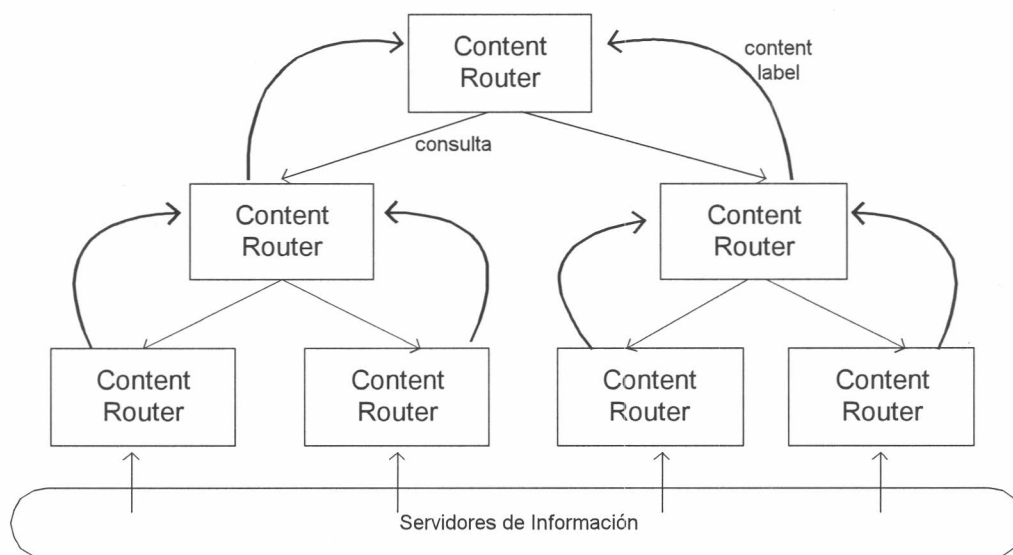 Content
Router
content
label
consulta
Content
Router
Content
Router
Content
Router
Content
Router
Content
Router
Content
Router
Servidores de Información